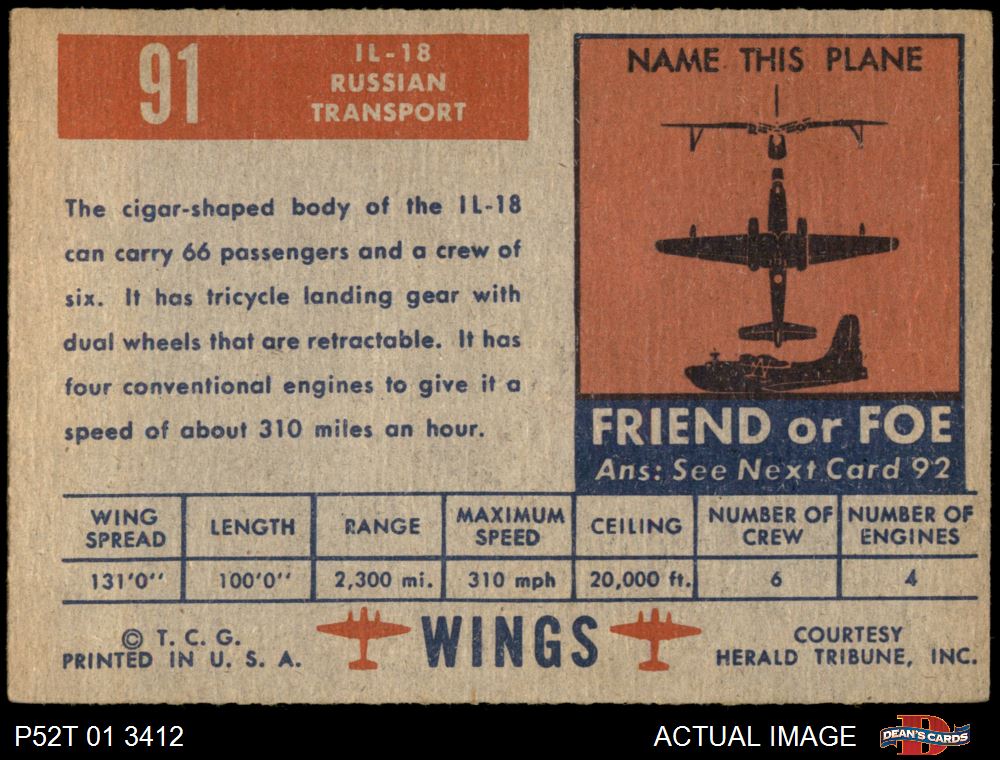 91
IL-18
RUSSIAN
TRANSPORT
The cigar-shaped body of the IL-18
can carry 66 passengers and a crew of
six. It has tricycle landing gear with
dual wheels that are retractable. It has
four conventional engines to give it a
speed of about 310 miles an hour.
NAME THIS PLANE
FRIEND or FOE
Ans: See Next Card 92
WING SPREAD LENGTH RANGE MAXIMUM SPEED CEILING NUMBER OF CREW NUMBER OF ENGINES
131'0" 100'0" 2,300 mi. 310 mph 20,000 ft. 6 4
© T. C. G.
PRINTED IN U. S. A.
WINGS
COURTESY
HERALD TRIBUNE, INC.
P52T 01 3412
ACTUAL IMAGE
D
DEAN'S CARDS